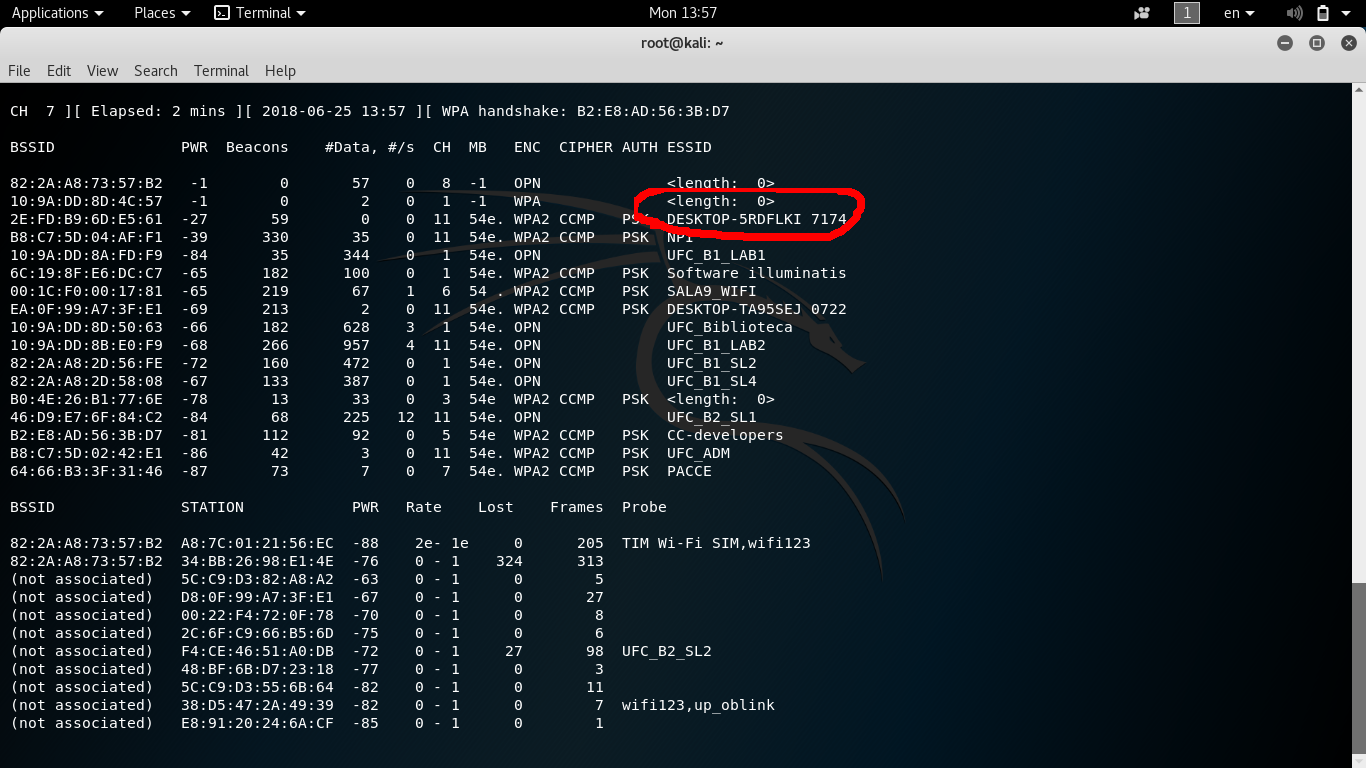 Applications Places Terminal Mon 13:57 1 en
root@kali: ~
File Edit View Search Terminal Help
CH  7 ][ Elapsed: 2 mins ][ 2018-06-25 13:57 ][ WPA handshake: B2:E8:AD:56:3B:D7
BSSID PWR Beacons #Data, #/s CH MB ENC CIPHER AUTH ESSID
82:2A:A8:73:57:B2 -1 0 57 0 8 -1 OPN <length:  0>
10:9A:DD:8D:4C:57 -1 0 2 0 1 -1 WPA <length:  0>
2E:FD:B9:6D:E5:61 -27 59 0 0 11 54e. WPA2 CCMP PSK DESKTOP-5RDFLKI 7174
B8:C7:5D:04:AF:F1 -39 330 35 0 11 54e. WPA2 CCMP PSK NPI
10:9A:DD:8A:FD:F9 -84 35 344 0 1 54e. OPN UFC_B1_LAB1
6C:19:8F:E6:DC:C7 -65 182 100 0 1 54e. WPA2 CCMP PSK Software illuminatis
00:1C:F0:00:17:81 -65 219 67 1 6 54 . WPA2 CCMP PSK SALA9_WIFI
EA:0F:99:A7:3F:E1 -69 213 2 0 11 54e. WPA2 CCMP PSK DESKTOP-TA95SEJ 0722
10:9A:DD:8D:50:63 -66 182 628 3 1 54e. OPN UFC_Biblioteca
10:9A:DD:8B:E0:F9 -68 266 957 4 11 54e. OPN UFC_B1_LAB2
82:2A:A8:2D:56:FE -72 160 472 0 1 54e. OPN UFC_B1_SL2
82:2A:A8:2D:58:08 -67 133 387 0 1 54e. OPN UFC_B1_SL4
B0:4E:26:B1:77:6E -78 13 33 0 3 54e WPA2 CCMP PSK <length:  0>
46:D9:E7:6F:84:C2 -84 68 225 12 11 54e. OPN UFC_B2_SL1
B2:E8:AD:56:3B:D7 -81 112 92 0 5 54e WPA2 CCMP PSK CC-developers
B8:C7:5D:02:42:E1 -86 42 3 0 11 54e. WPA2 CCMP PSK UFC_ADM
64:66:B3:3F:31:46 -87 73 7 0 7 54e. WPA2 CCMP PSK PACCE
BSSID STATION PWR Rate Lost Frames Probe
82:2A:A8:73:57:B2 A8:7C:01:21:56:EC -88 2e- 1e 0 205 TIM Wi-Fi SIM,wifi123
82:2A:A8:73:57:B2 34:BB:26:98:E1:4E -76 0 - 1 324 313
(not associated) 5C:C9:D3:82:A8:A2 -63 0 - 1 0 5
(not associated) D8:0F:99:A7:3F:E1 -67 0 - 1 0 27
(not associated) 00:22:F4:72:0F:78 -70 0 - 1 0 8
(not associated) 2C:6F:C9:66:B5:6D -75 0 - 1 0 6
(not associated) F4:CE:46:51:A0:DB -72 0 - 1 27 98 UFC_B2_SL2
(not associated) 48:BF:6B:D7:23:18 -77 0 - 1 0 3
(not associated) 5C:C9:D3:55:6B:64 -82 0 - 1 0 11
(not associated) 38:D5:47:2A:49:39 -82 0 - 1 0 7 wifi123,up_oblink
(not associated) E8:91:20:24:6A:CF -85 0 - 1 0 1